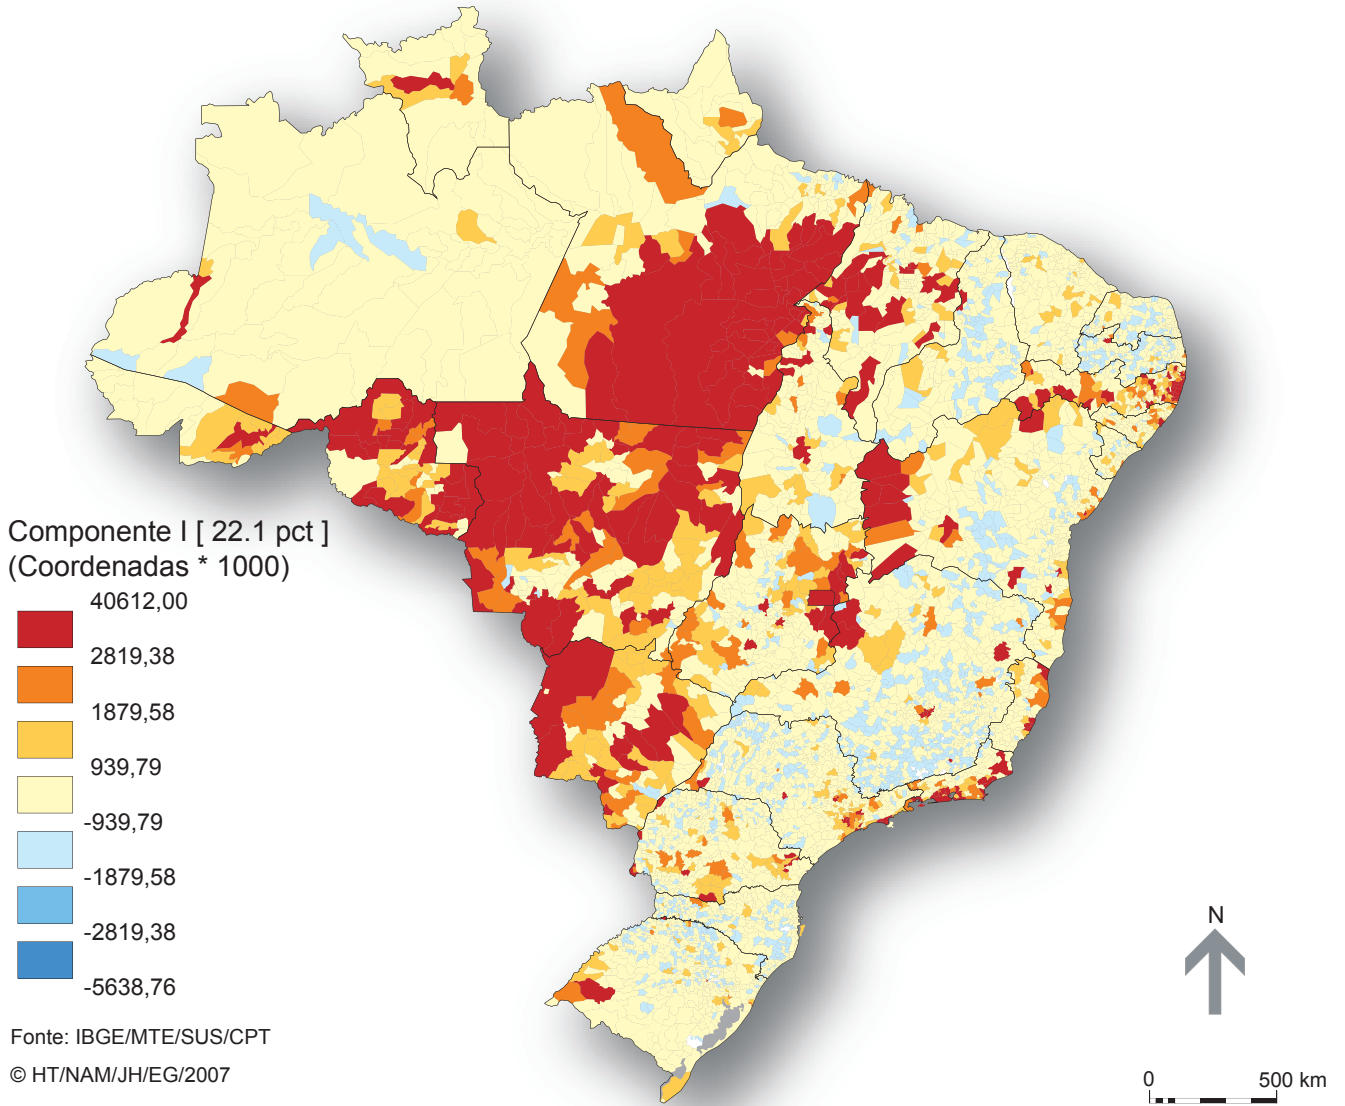 Componente I [ 22.1 pct ]
(Coordenadas * 1000)
40612,00
2819,38
1879,58
939,79
-939,79
-1879,58
-2819,38
-5638,76
Fonte: IBGE/MTE/SUS/CPT
© HT/NAM/JH/EG/2007
N
0 500 km